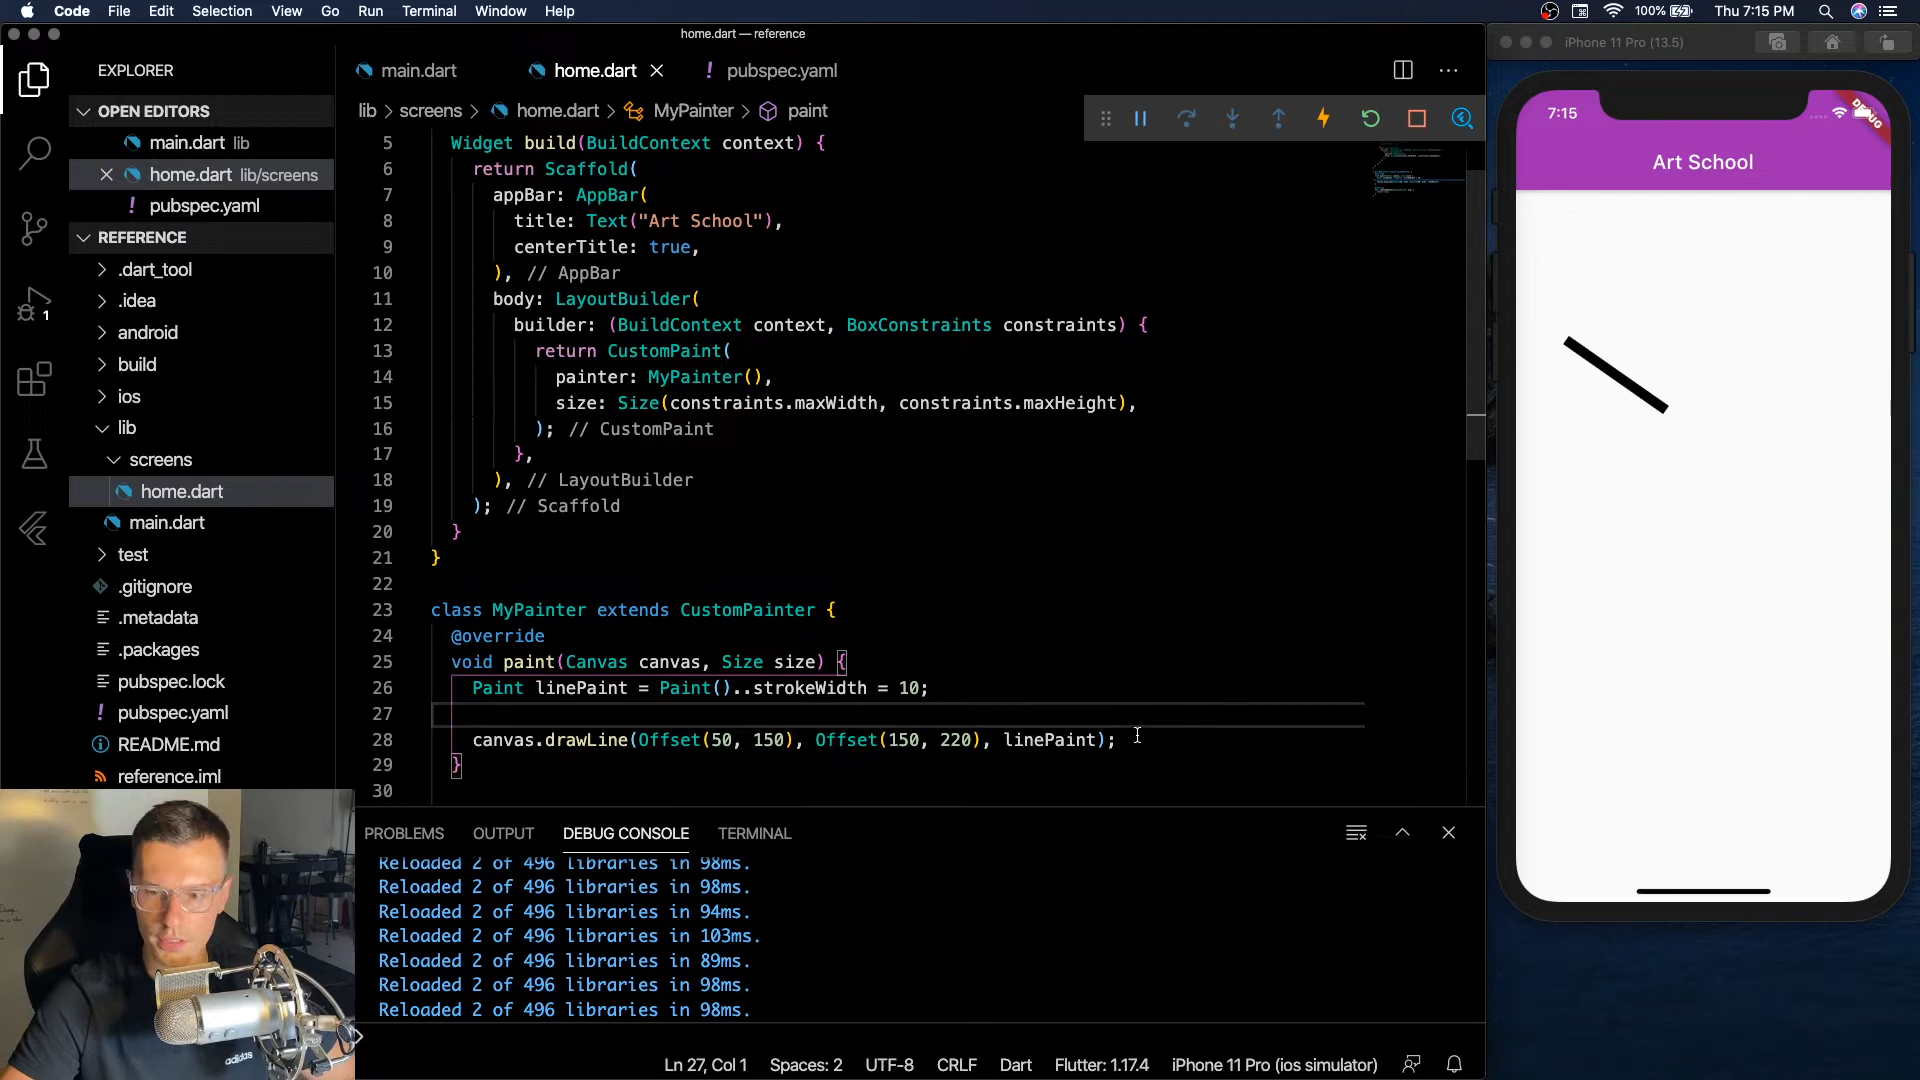 Code File Edit Selection View Go Run Terminal Window Help
100% Thu 7:15 PM
home.dart — reference
iPhone 11 Pro (13.5)
EXPLORER
main.dart
home.dart
! pubspec.yaml
lib > screens > home.dart > MyPainter > paint
OPEN EDITORS
main.dart lib
home.dart lib/screens
! pubspec.yaml
REFERENCE
.dart_tool
.idea
android
build
ios
lib
screens
home.dart
main.dart
test
.gitignore
.metadata
.packages
pubspec.lock
! pubspec.yaml
README.md
reference.iml
1
5 Widget build(BuildContext context) {
6 return Scaffold(
7 appBar: AppBar(
8 title: Text("Art School"),
9 centerTitle: true,
10 ), // AppBar
11 body: LayoutBuilder(
12 builder: (BuildContext context, BoxConstraints constraints) {
13 return CustomPaint(
14 painter: MyPainter(),
15 size: Size(constraints.maxWidth, constraints.maxHeight),
16 ); // CustomPaint
17 },
18 ), // LayoutBuilder
19 ); // Scaffold
20 }
21 }
22
23 class MyPainter extends CustomPainter {
24 @override
25 void paint(Canvas canvas, Size size) {
26 Paint linePaint = Paint()..strokeWidth = 10;
27
28 canvas.drawLine(Offset(50, 150), Offset(150, 220), linePaint);
29 }
30
7:15
DEBUG
Art School
PROBLEMS OUTPUT DEBUG CONSOLE TERMINAL
Reloaded 2 of 496 libraries in 98ms.
Reloaded 2 of 496 libraries in 98ms.
Reloaded 2 of 496 libraries in 94ms.
Reloaded 2 of 496 libraries in 103ms.
Reloaded 2 of 496 libraries in 89ms.
Reloaded 2 of 496 libraries in 98ms.
Reloaded 2 of 496 libraries in 98ms.
adidas
Ln 27, Col 1 Spaces: 2 UTF-8 CRLF Dart Flutter: 1.17.4 iPhone 11 Pro (ios simulator)